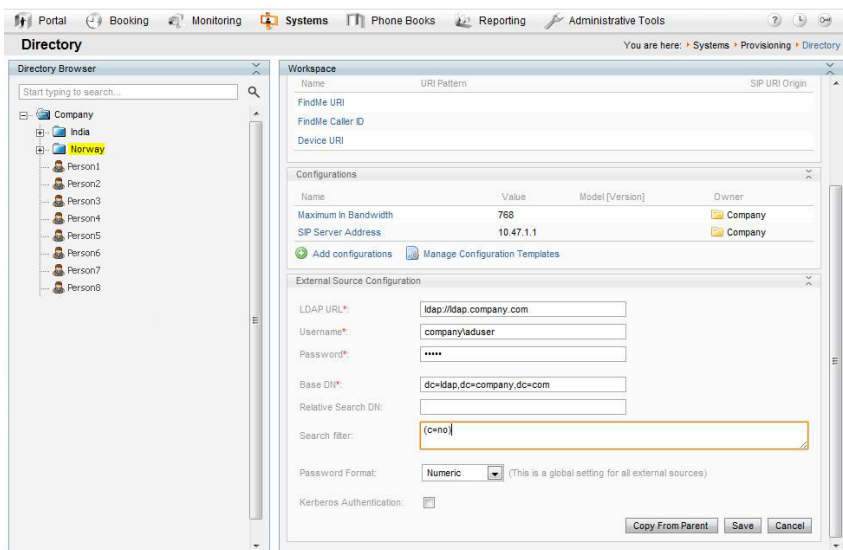 Portal Booking Monitoring Systems Phone Books Reporting Administrative Tools
Directory
You are here: Systems Provisioning Directory
Directory Browser
Start typing to search...
Company
India
Norway
Person1
Person2
Person3
Person4
Person5
Person6
Person7
Person8
Workspace
Name URI Pattern SIP URI Origin
FindMe URI
FindMe Caller ID
Device URI
Configurations
Name Value Model [Version] Owner
Maximum In Bandwidth 768 Company
SIP Server Address 10.47.1.1 Company
Add configurations Manage Configuration Templates
External Source Configuration
LDAP URL*: ldap://ldap.company.com
Username*: company\aduser
Password*: •••••
Base DN*: dc=ldap,dc=company,dc=com
Relative Search DN:
Search filter: (c=no)
Password Format: Numeric (This is a global setting for all external sources)
Kerberos Authentication:
Copy From Parent Save Cancel